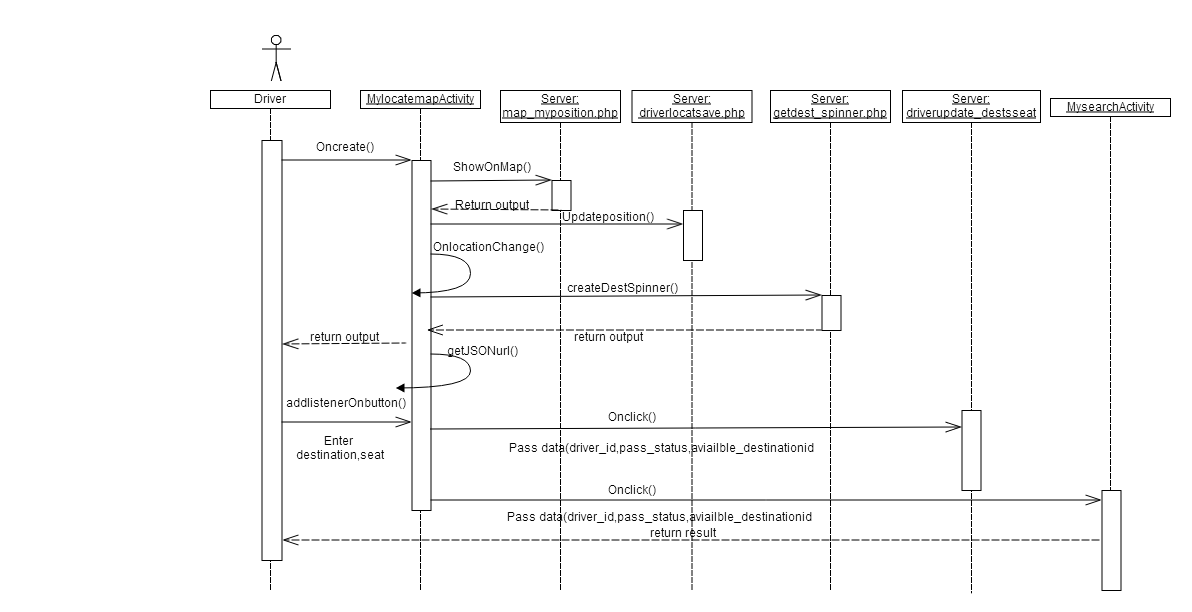 Driver
MylocatemapActivity
Server:
map_myposition.php
Server:
driverlocatsave.php
Server:
getdest_spinner.php
Server:
driverupdate_destsseat
MysearchActivity
Oncreate()
ShowOnMap()
Return output
Updateposition()
OnlocationChange()
createDestSpinner()
return output
return output
getJSONurl()
addlistenerOnbutton()
Onclick()
Enter
destination,seat
Pass data(driver_id,pass_status,aviailble_destinationid
Onclick()
Pass data(driver_id,pass_status,aviailble_destinationid
return result